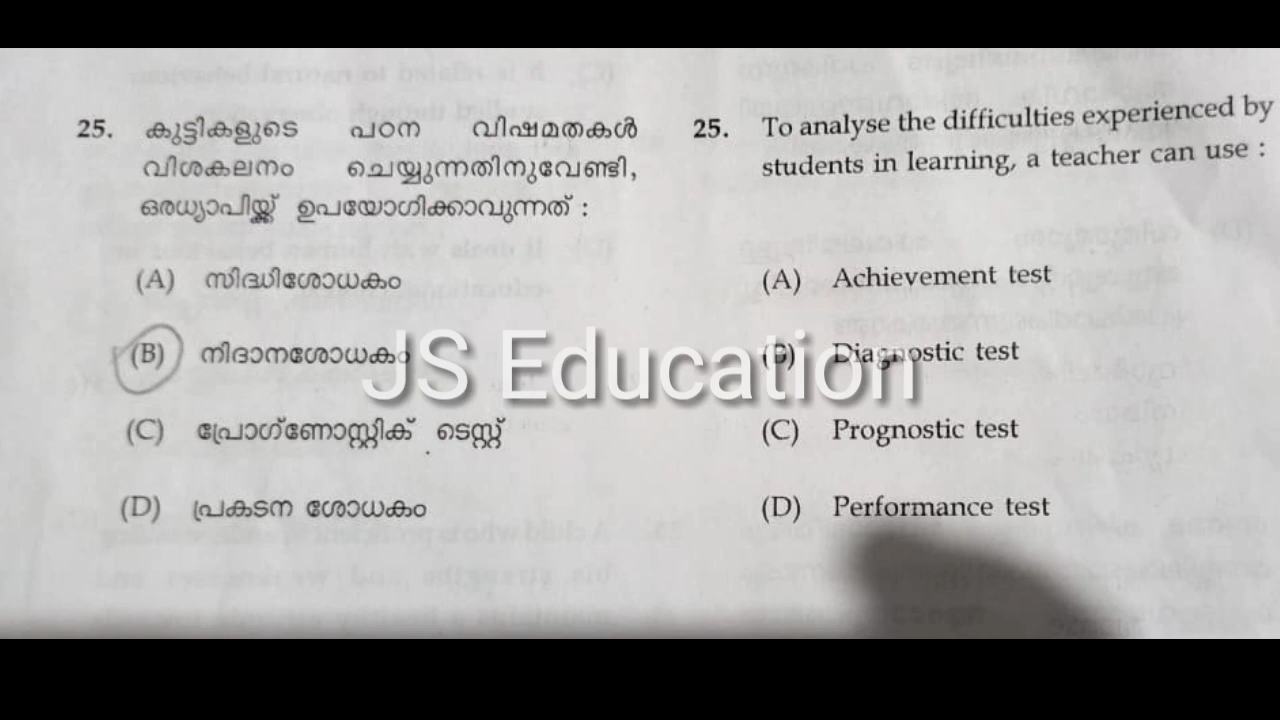 25. കുട്ടികളുടെ പഠന വിഷമതകൾ
വിശകലനം ചെയ്യുന്നതിനുവേണ്ടി,
ഒരധ്യാപിയ്ക്ക് ഉപയോഗിക്കാവുന്നത് :
(A) സിദ്ധിശോധകം
(B) നിദാനശോധകം
(C) പ്രോഗ്ണോസ്റ്റിക് ടെസ്റ്റ്
(D) പ്രകടന ശോധകം
25. To analyse the difficulties experienced by
students in learning, a teacher can use :
(A) Achievement test
(B) Diagnostic test
(C) Prognostic test
(D) Performance test
JS Education